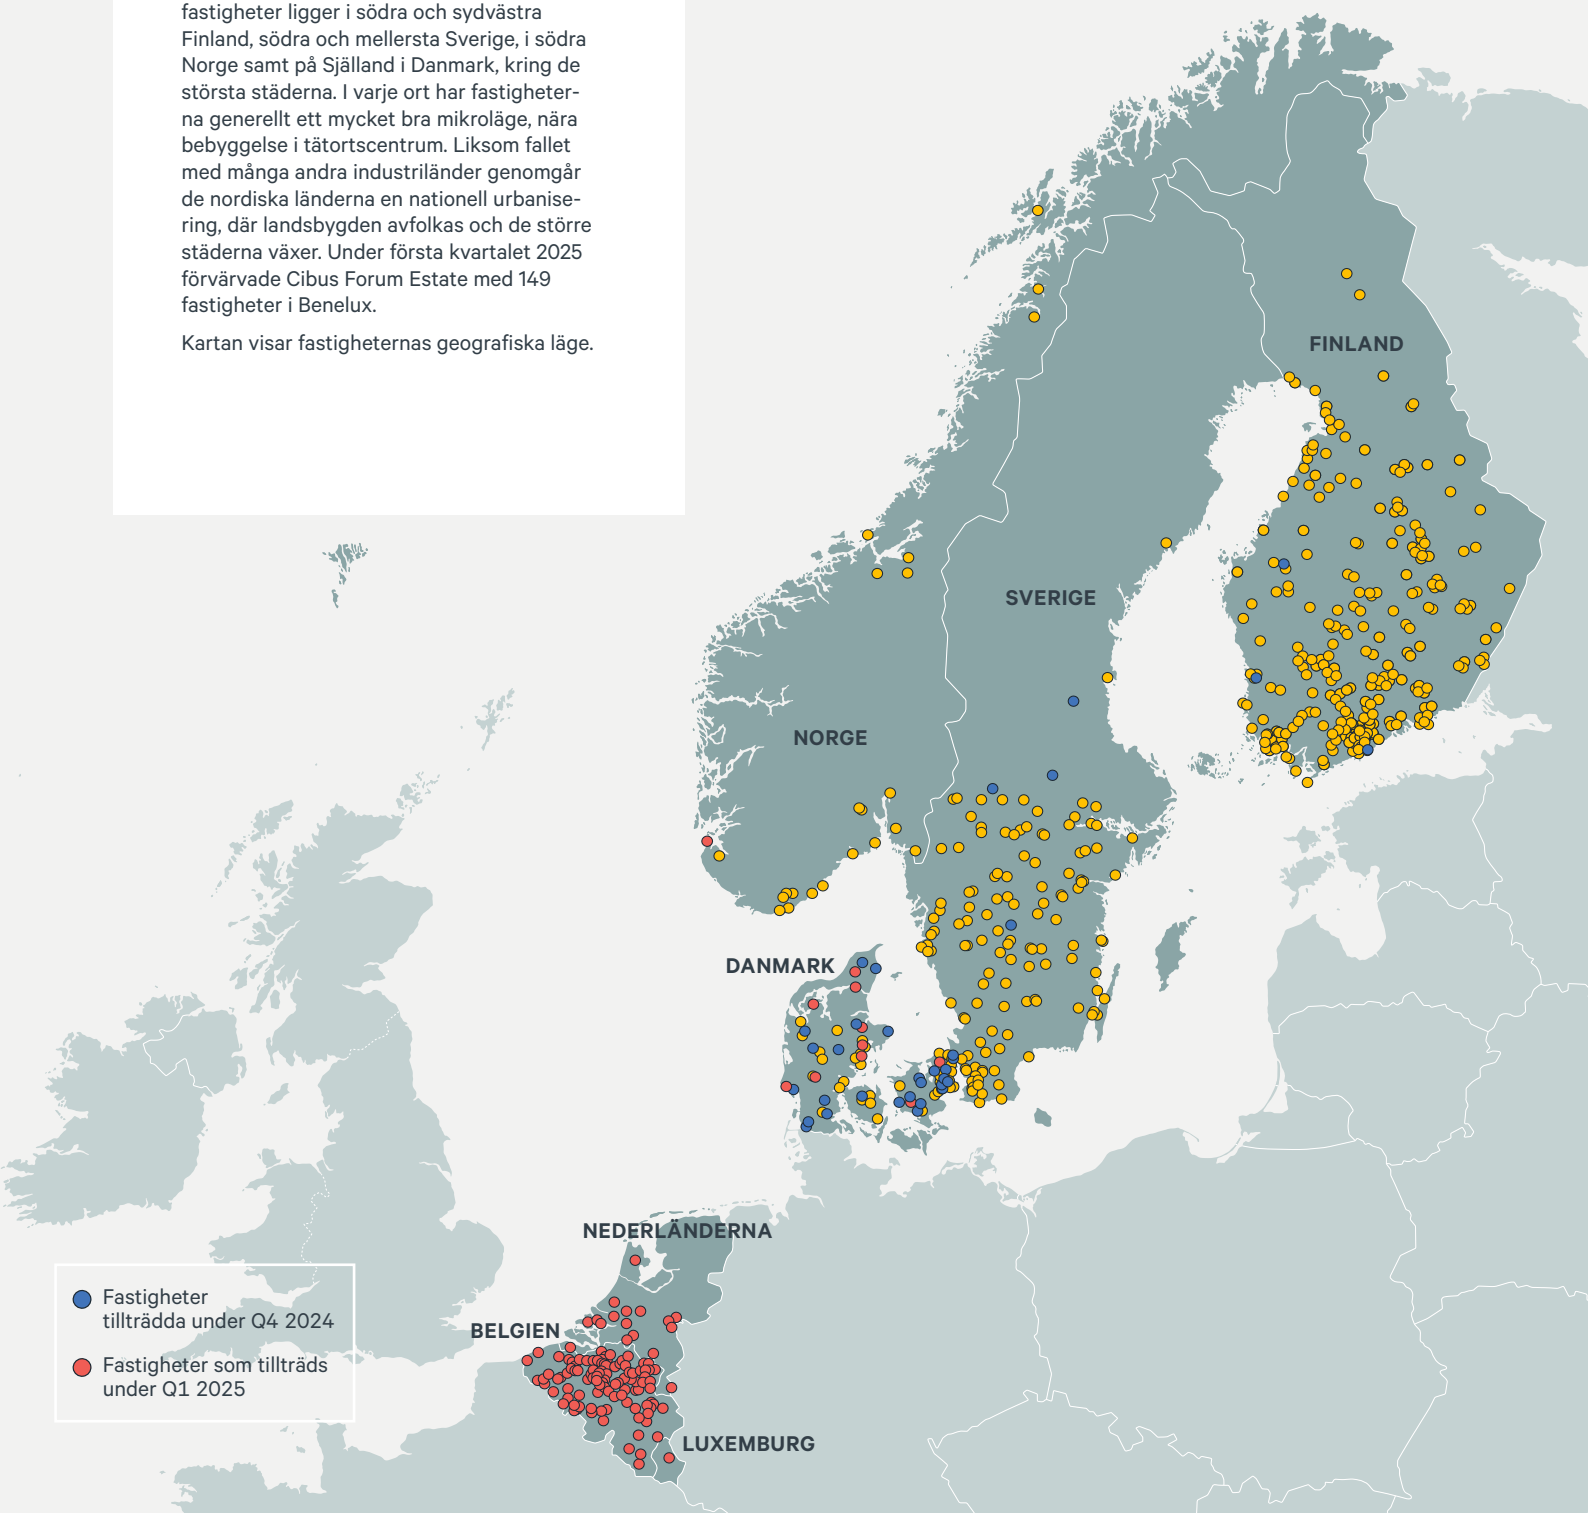 fastigheter ligger i södra och sydvästra
Finland, södra och mellersta Sverige, i södra
Norge samt på Själland i Danmark, kring de
största städerna. I varje ort har fastigheter-
na generellt ett mycket bra mikroläge, nära
bebyggelse i tätortscentrum. Liksom fallet
med många andra industriländer genomgår
de nordiska länderna en nationell urbanise-
ring, där landsbygden avfolkas och de större
städerna växer. Under första kvartalet 2025
förvärvade Cibus Forum Estate med 149
fastigheter i Benelux.
Kartan visar fastigheternas geografiska läge.
FINLAND
SVERIGE
NORGE
DANMARK
NEDERLÄNDERNA
BELGIEN
LUXEMBURG
Fastigheter
tillträdda under Q4 2024
Fastigheter som tillträds
under Q1 2025